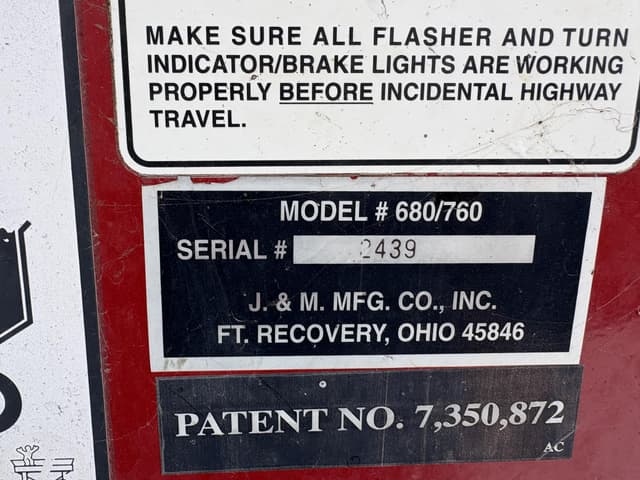 MAKE SURE ALL FLASHER AND TURN
INDICATOR/BRAKE LIGHTS ARE WORKING
PROPERLY BEFORE INCIDENTAL HIGHWAY
TRAVEL.
MODEL # 680/760
SERIAL # 2439
J. & M. MFG. CO., INC.
FT. RECOVERY, OHIO 45846
PATENT NO. 7,350,872
AC